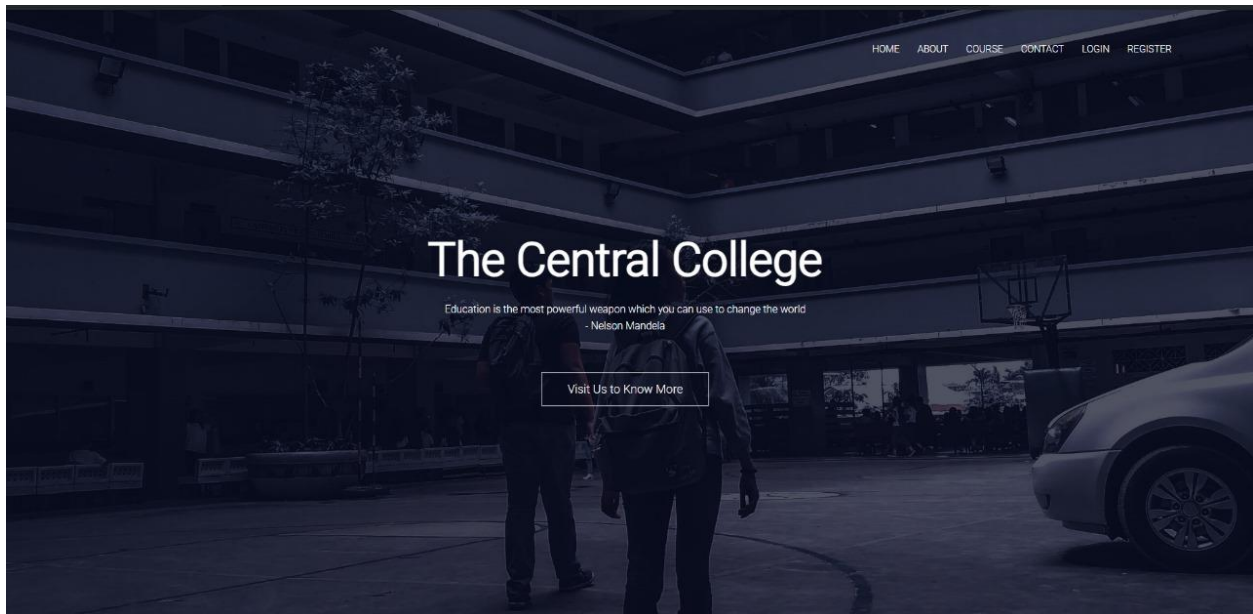 HOME ABOUT COURSE CONTACT LOGIN REGISTER
The Central College
Education is the most powerful weapon which you can use to change the world
- Nelson Mandela
Visit Us to Know More